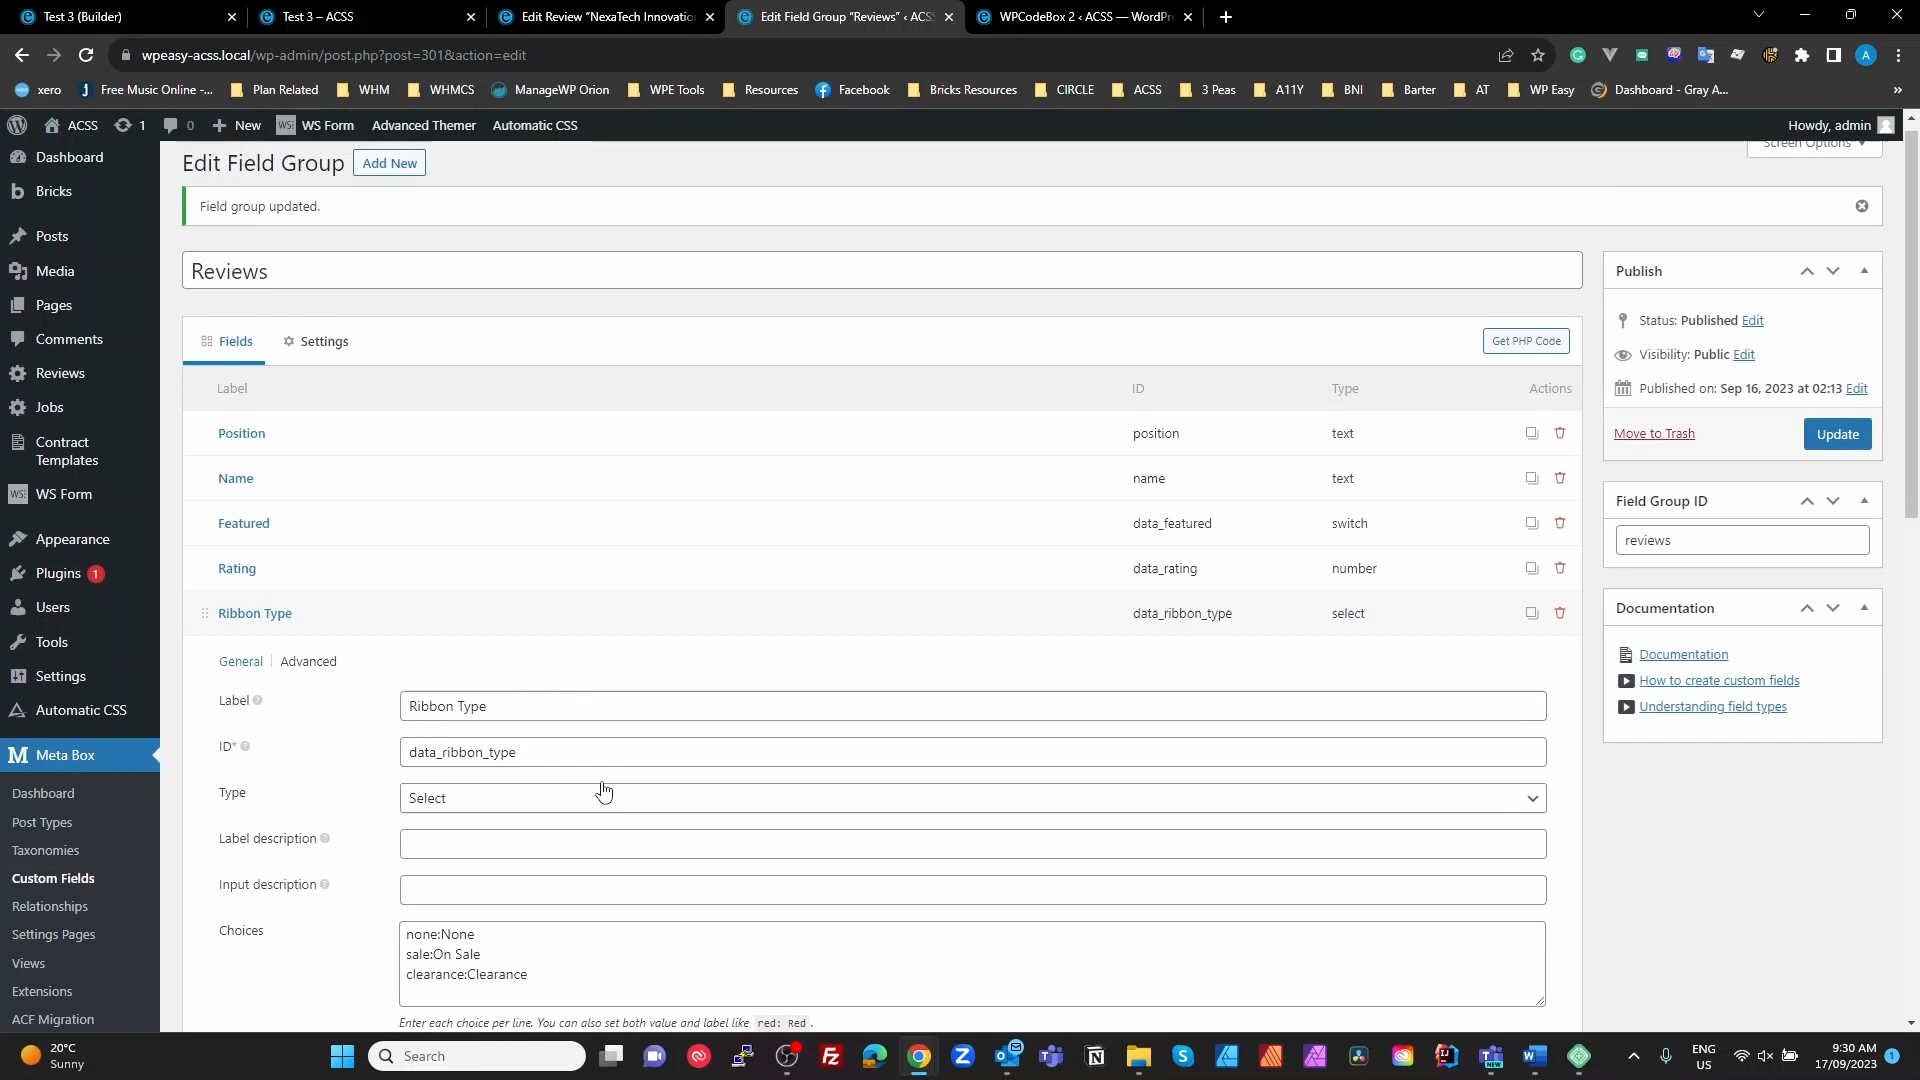 Test 3 (Builder)
Test 3 – ACSS
Edit Review "NexaTech Innovation
Edit Field Group "Reviews" ‹ ACSS
WPCodeBox 2 ‹ ACSS — WordPr
wpeasy-acss.local/wp-admin/post.php?post=301&action=edit
xero
Free Music Online -...
Plan Related
WHM
WHMCS
ManageWP Orion
WPE Tools
Resources
Facebook
Bricks Resources
CIRCLE
ACSS
3 Peas
A11Y
BNI
Barter
AT
WP Easy
Dashboard - Gray A...
ACSS
1
0
New
WS Form
Advanced Themer
Automatic CSS
Howdy, admin
Dashboard
Bricks
Posts
Media
Pages
Comments
Reviews
Jobs
Contract
Templates
WS Form
Appearance
Plugins 1
Users
Tools
Settings
Automatic CSS
Meta Box
Dashboard
Post Types
Taxonomies
Custom Fields
Relationships
Settings Pages
Views
Extensions
ACF Migration
Edit Field Group
Add New
Screen Options
Field group updated.
Reviews
Fields
Settings
Get PHP Code
Label
ID
Type
Actions
Position
position
text
Name
name
text
Featured
data_featured
switch
Rating
data_rating
number
Ribbon Type
data_ribbon_type
select
General
Advanced
Label
Ribbon Type
ID*
data_ribbon_type
Type
Select
Label description
Input description
Choices
none:None
sale:On Sale
clearance:Clearance
Enter each choice per line. You can also set both value and label like red: Red .
Publish
Status: Published Edit
Visibility: Public Edit
Published on: Sep 16, 2023 at 02:13 Edit
Move to Trash
Update
Field Group ID
reviews
Documentation
Documentation
How to create custom fields
Understanding field types
20°C
Sunny
Search
ENG
US
9:30 AM
17/09/2023
1